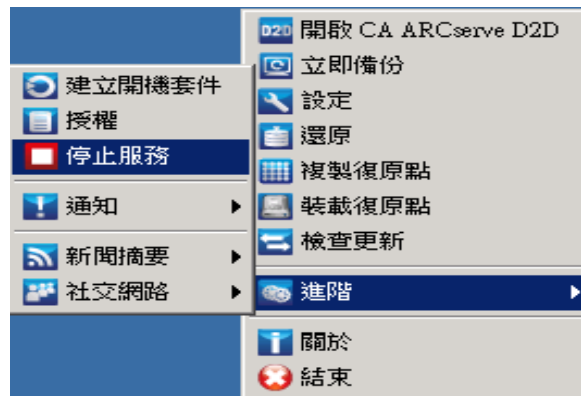 開啟 CA ARCserve D2D
立即備份
設定
還原
複製復原點
裝載復原點
檢查更新
進階
關於
結束
建立開機套件
授權
停止服務
通知
新聞摘要
社交網路